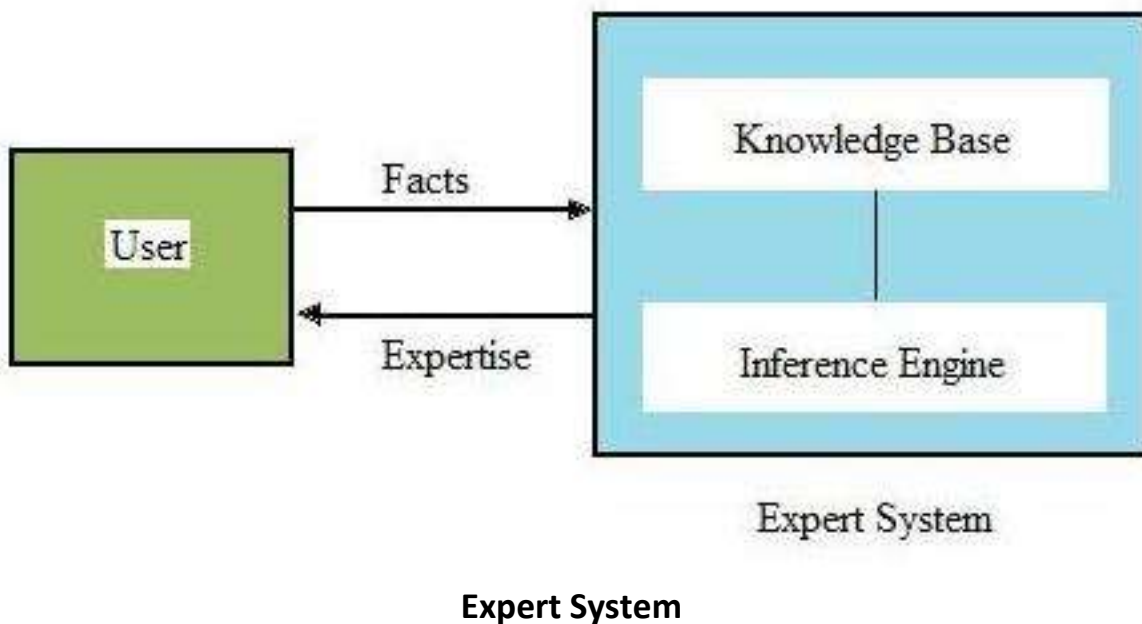 Knowledge Base
Facts
User
Expertise
Inference Engine
Expert System
Expert System